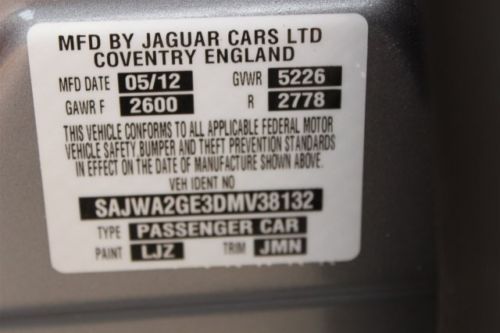 MFD BY JAGUAR CARS LTD
COVENTRY ENGLAND
MFD DATE 05/12 GVWR 5226
GAWR F 2600 R 2778
THIS VEHICLE CONFORMS TO ALL APPLICABLE FEDERAL MOTOR
VEHICLE SAFETY, BUMPER AND THEFT PREVENTION STANDARDS
IN EFFECT ON THE DATE OF MANUFACTURE SHOWN ABOVE.
VEH IDENT NO
SAJWA2GE3DMV38132
TYPE PASSENGER CAR
PAINT LJZ TRIM JMN